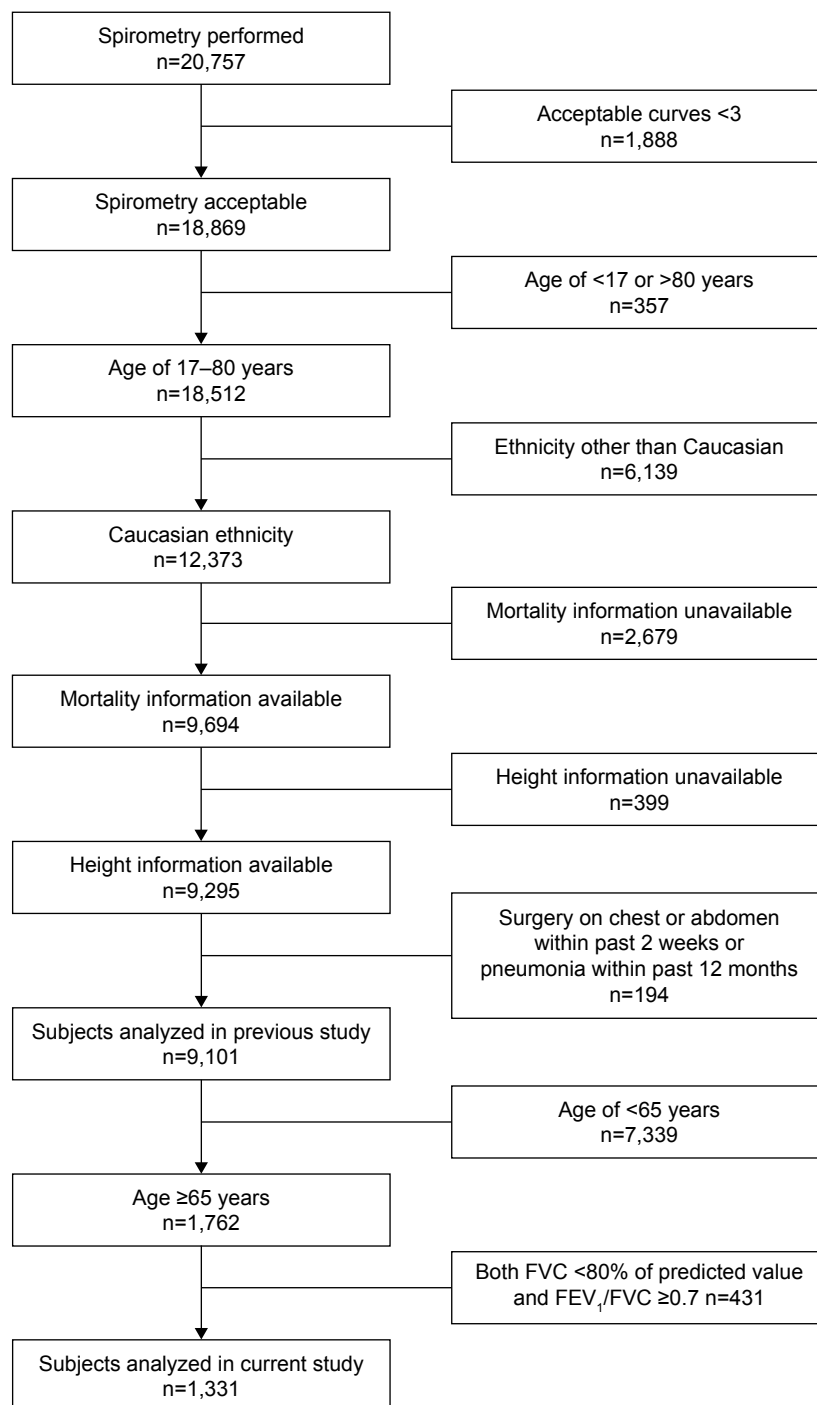 Spirometry performed
n=20,757
Acceptable curves <3
n=1,888
Spirometry acceptable
n=18,869
Age of <17 or >80 years
n=357
Age of 17–80 years
n=18,512
Ethnicity other than Caucasian
n=6,139
Caucasian ethnicity
n=12,373
Mortality information unavailable
n=2,679
Mortality information available
n=9,694
Height information unavailable
n=399
Height information available
n=9,295
Surgery on chest or abdomen
within past 2 weeks or
pneumonia within past 12 months
n=194
Subjects analyzed in previous study
n=9,101
Age of <65 years
n=7,339
Age ≥65 years
n=1,762
Both FVC <80% of predicted value
and FEV₁/FVC ≥0.7 n=431
Subjects analyzed in current study
n=1,331